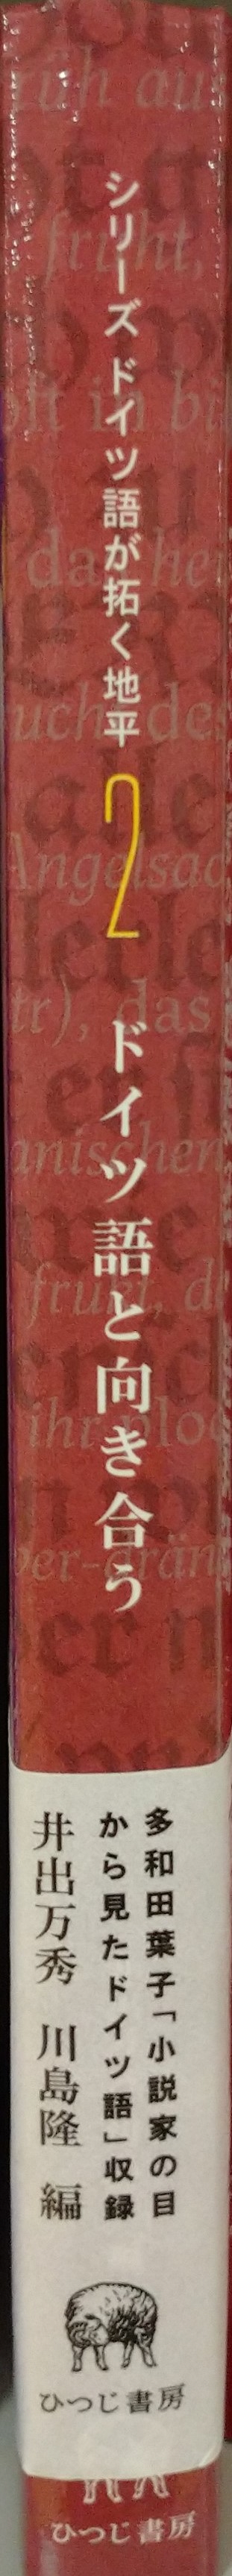 シリーズ ドイツ語が拓く地平
2
ドイツ語と向き合う
多和田葉子「小説家の目
から見たドイツ語」収録
井出万秀 川島隆 編
ひつじ書房
ひつじ書房